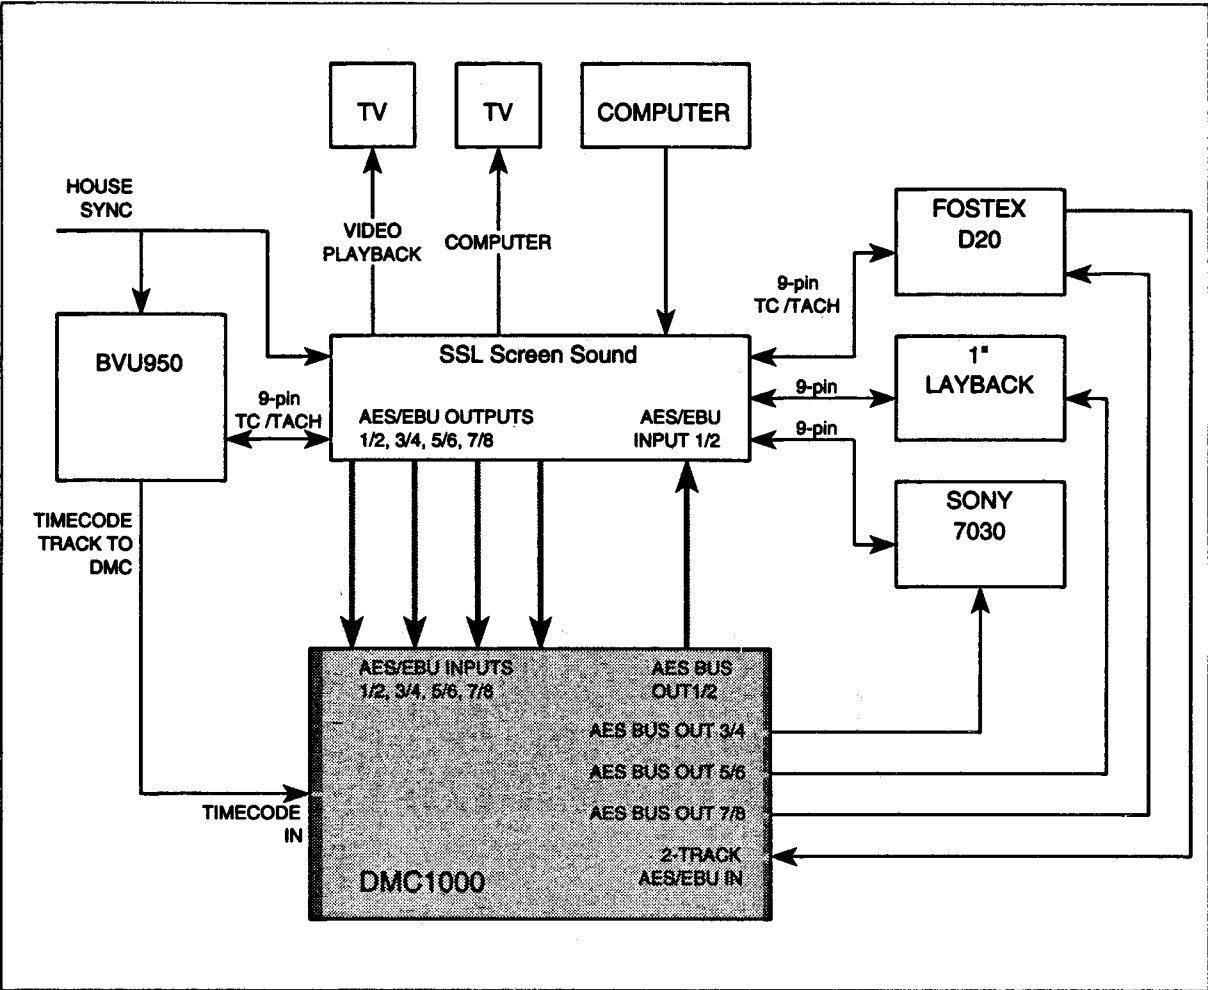 TV
TV
COMPUTER
HOUSE
SYNC
VIDEO
PLAYBACK
COMPUTER
FOSTEX
D20
9-pin
TC /TACH
BVU950
SSL Screen Sound
1"
LAYBACK
9-pin
9-pin
TC /TACH
AES/EBU OUTPUTS
1/2, 3/4, 5/6, 7/8
AES/EBU
INPUT 1/2
9-pin
SONY
7030
TIMECODE
TRACK TO
DMC
AES/EBU INPUTS
1/2, 3/4, 5/6, 7/8
AES BUS
OUT1/2
AES BUS OUT 3/4
AES BUS OUT 5/6
AES BUS OUT 7/8
TIMECODE
IN
2-TRACK
AES/EBU IN
DMC1000